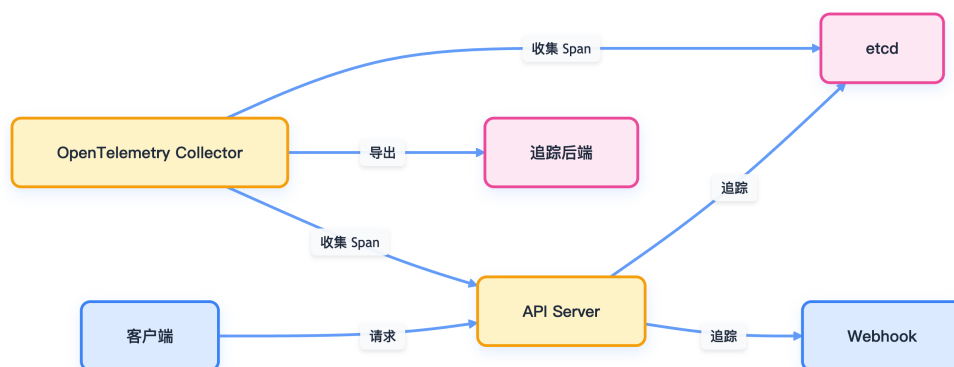 收集 Span
etcd
OpenTelemetry Collector
导出
追踪后端
追踪
收集 Span
API Server
客户端
请求
追踪
Webhook